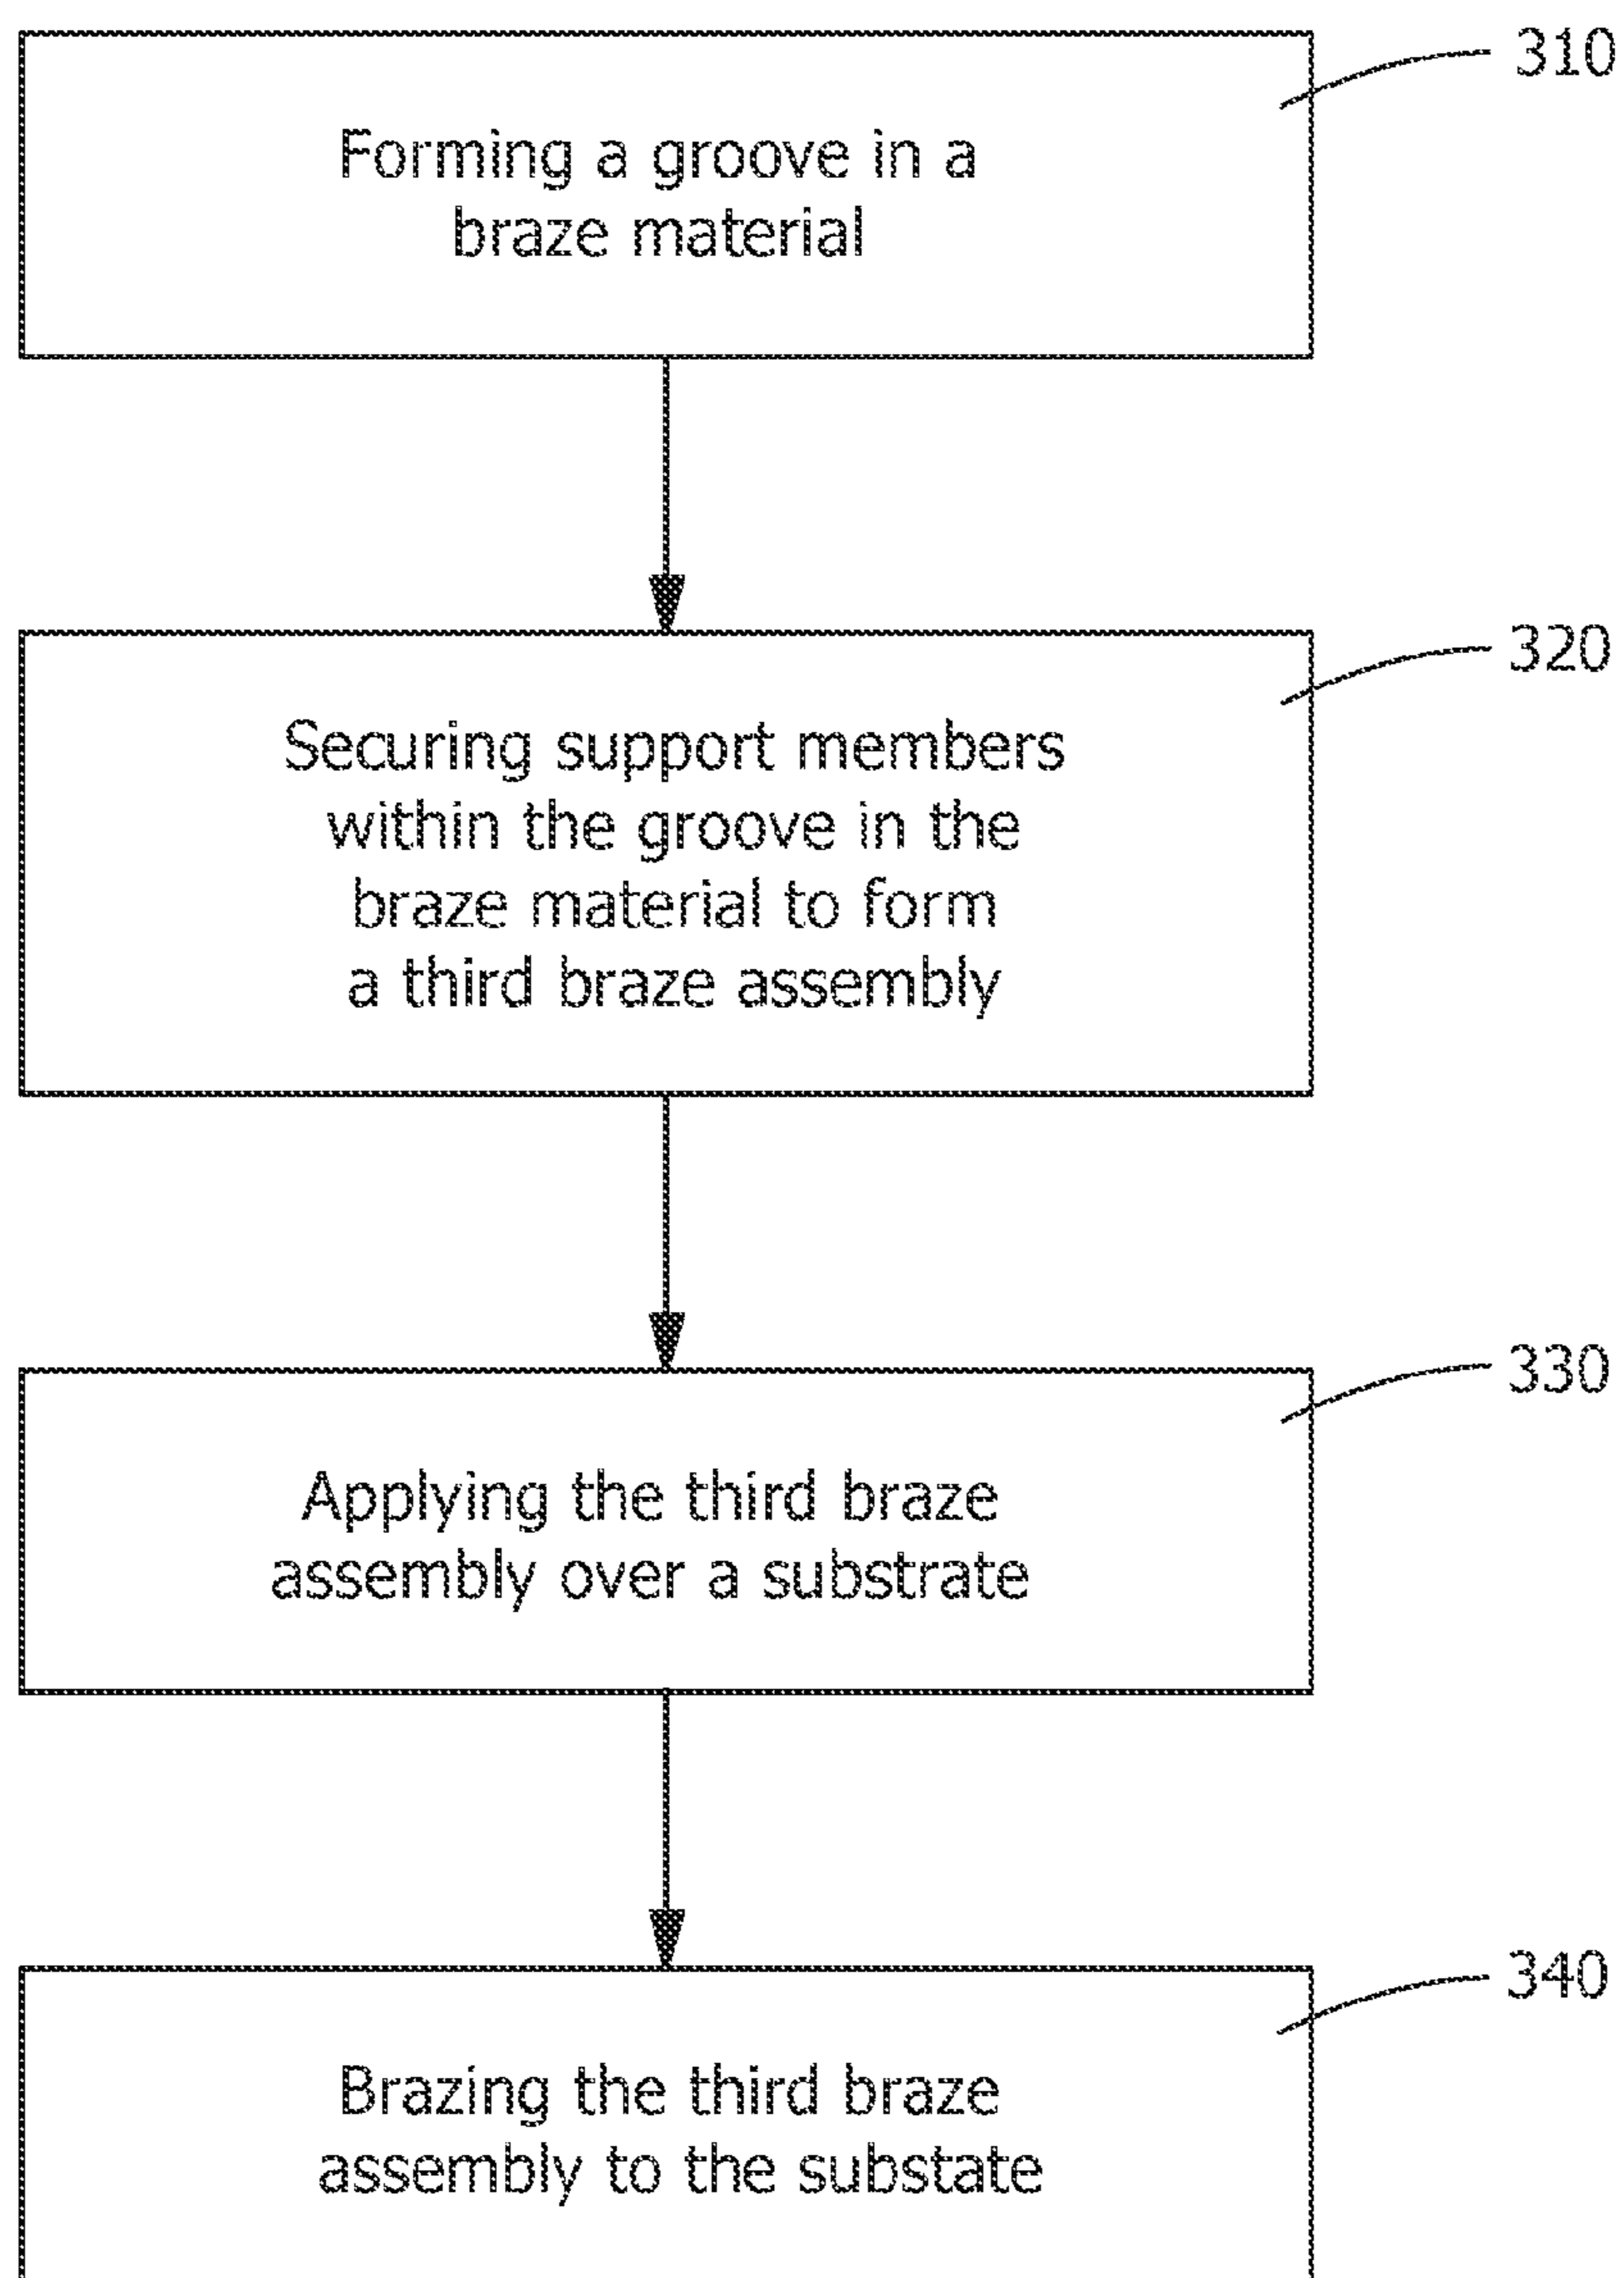 310
Forming a groove in a
braze material
320
Securing support members
within the groove in the
braze material to form
a third braze assembly
330
Applying the third braze
assembly over a substrate
340
Brazing the third braze
assembly to the substate